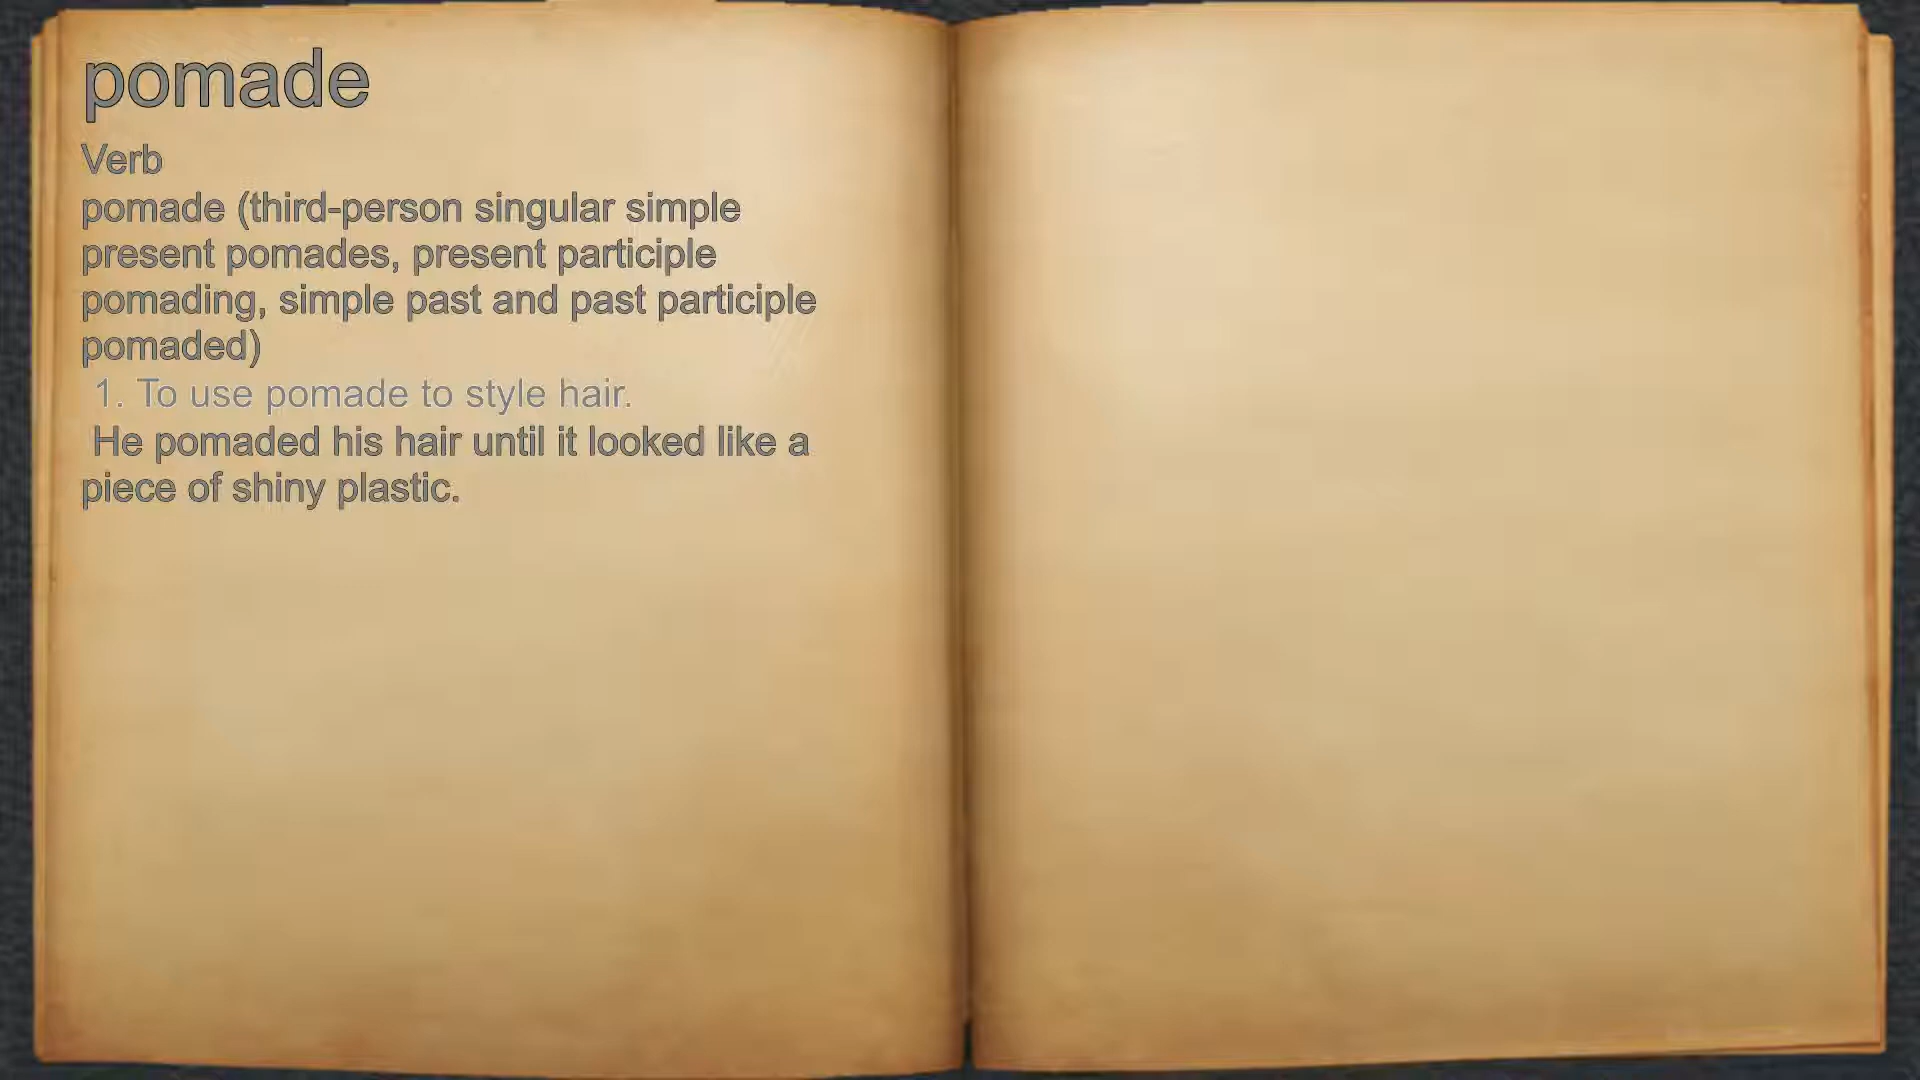 pomade
Verb
pomade (third-person singular simple
present pomades, present participle
pomading, simple past and past participle
pomaded)
1. To use pomade to style hair.
He pomaded his hair until it looked like a
piece of shiny plastic.